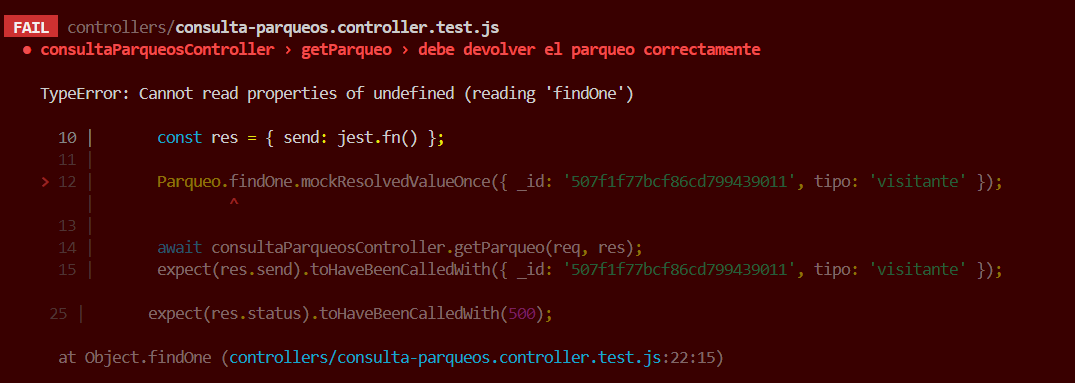 FAIL controllers/consulta-parqueos.controller.test.js
● consultaParqueosController › getParqueo › debe devolver el parqueo correctamente
TypeError: Cannot read properties of undefined (reading 'findOne')
10 | const res = { send: jest.fn() };
11 |
> 12 | Parqueo.findOne.mockResolvedValueOnce({ _id: '507f1f77bcf86cd799439011', tipo: 'visitante' });
| ^
13 |
14 | await consultaParqueosController.getParqueo(req, res);
15 | expect(res.send).toHaveBeenCalledWith({ _id: '507f1f77bcf86cd799439011', tipo: 'visitante' });
25 | expect(res.status).toHaveBeenCalledWith(500);
at Object.findOne (controllers/consulta-parqueos.controller.test.js:22:15)